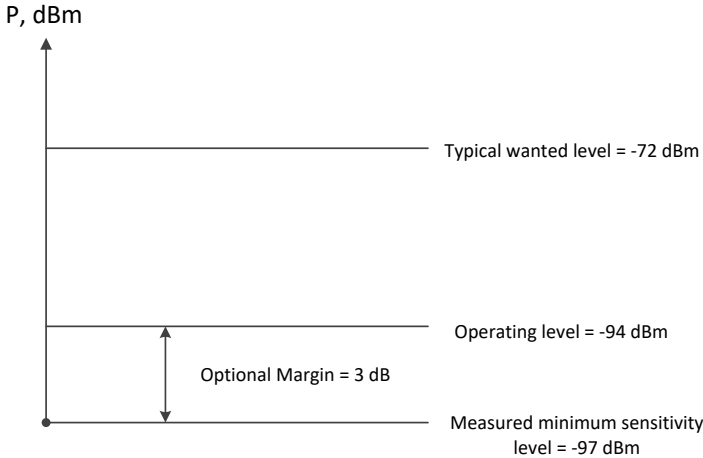 P, dBm
Typical wanted level = -72 dBm
Operating level = -94 dBm
Optional Margin = 3 dB
Measured minimum sensitivity
level = -97 dBm